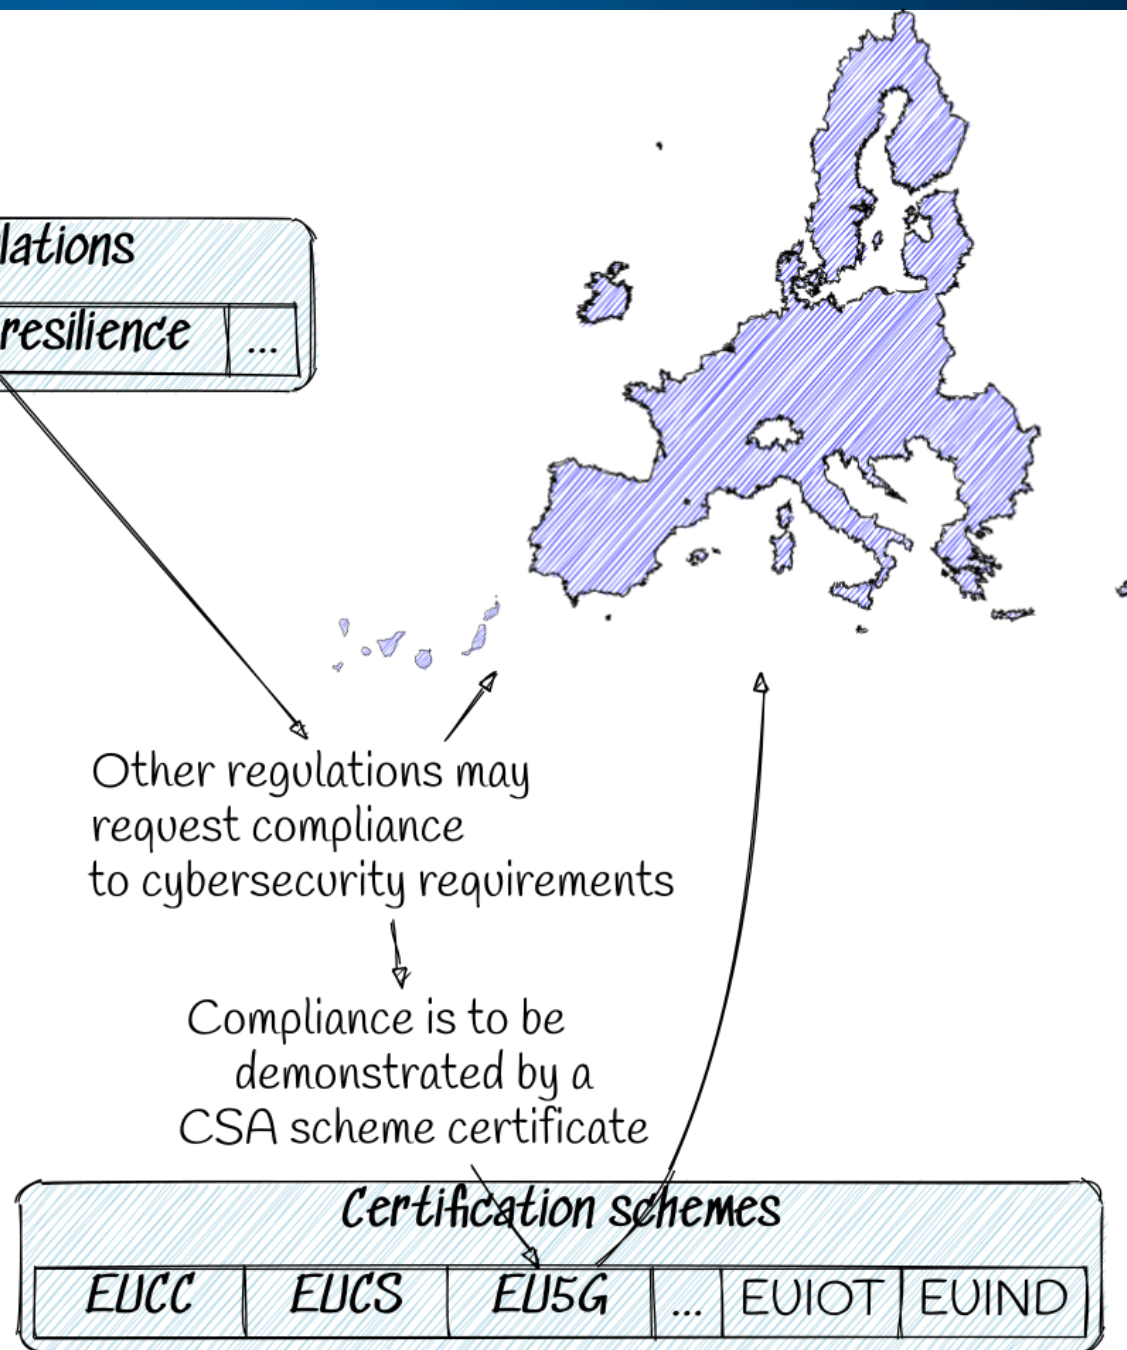 lations
resilience ...
Other regulations may
request compliance
to cybersecurity requirements
Compliance is to be
demonstrated by a
CSA scheme certificate
Certification schemes
EUCC EUCS EU5G ... EUIOT EUIND